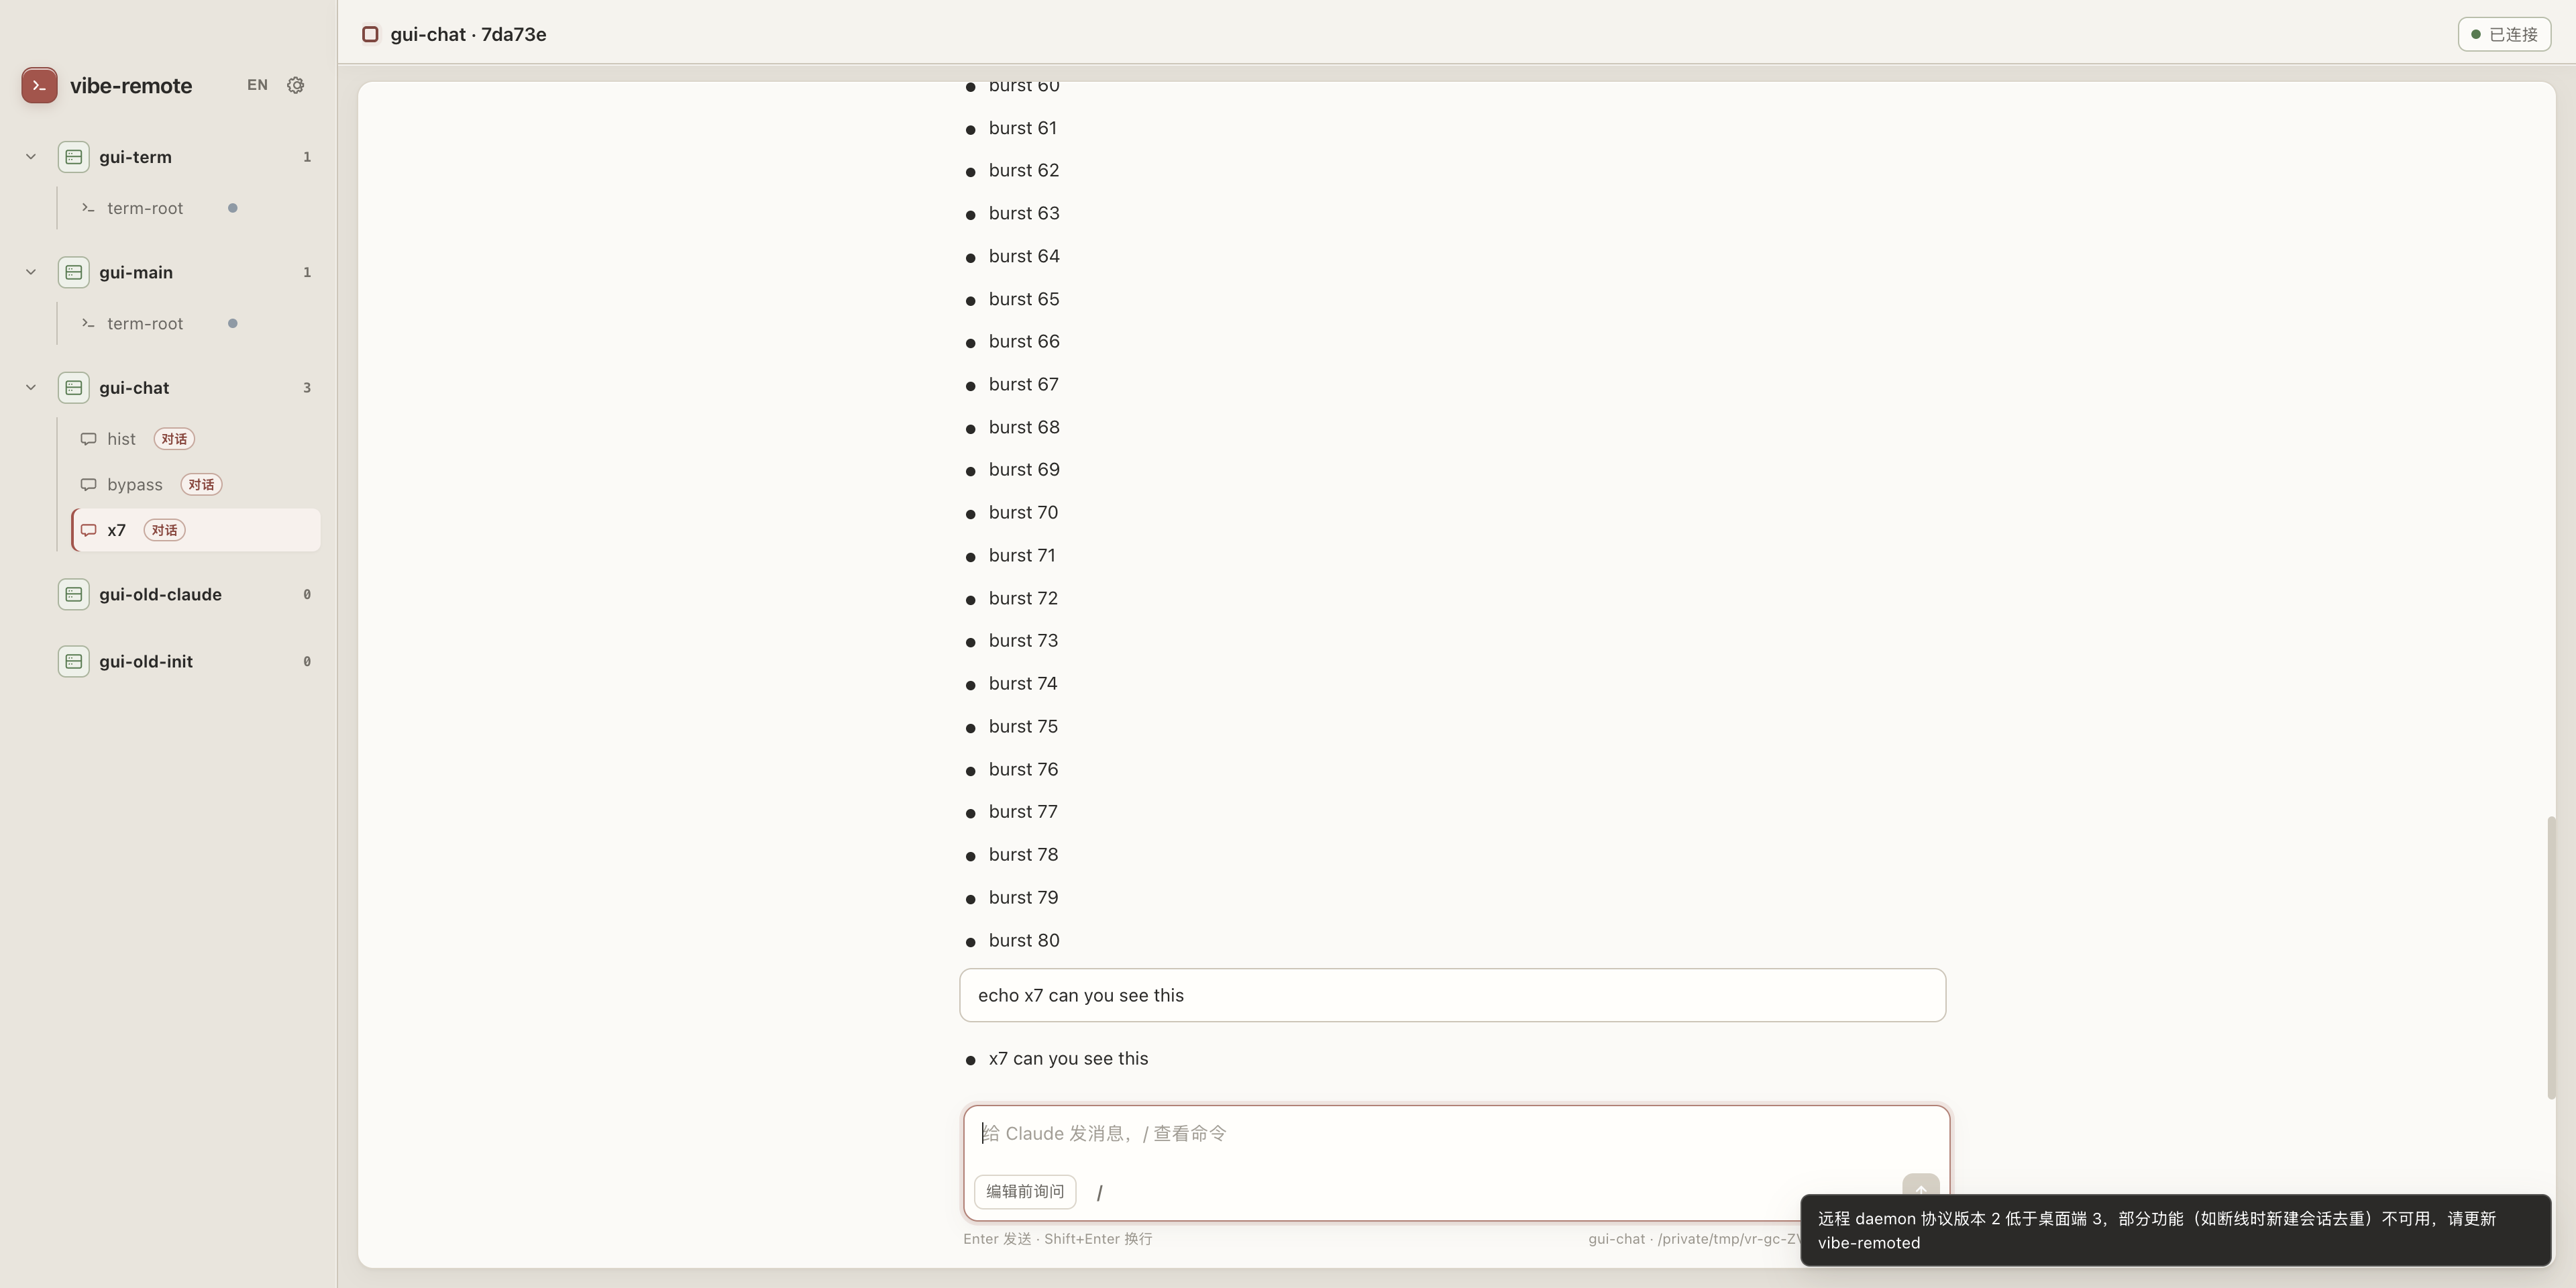 gui-chat · 7da73e
已连接
vibe-remote
EN
gui-term
1
term-root
gui-main
1
term-root
gui-chat
3
hist
对话
bypass
对话
x7
对话
gui-old-claude
0
gui-old-init
0
burst 60
burst 61
burst 62
burst 63
burst 64
burst 65
burst 66
burst 67
burst 68
burst 69
burst 70
burst 71
burst 72
burst 73
burst 74
burst 75
burst 76
burst 77
burst 78
burst 79
burst 80
echo x7 can you see this
x7 can you see this
给 Claude 发消息，/ 查看命令
编辑前询问
/
Enter 发送 · Shift+Enter 换行
gui-chat · /private/tmp/vr-gc-Z
远程 daemon 协议版本 2 低于桌面端 3，部分功能（如断线时新建会话去重）不可用，请更新
vibe-remoted